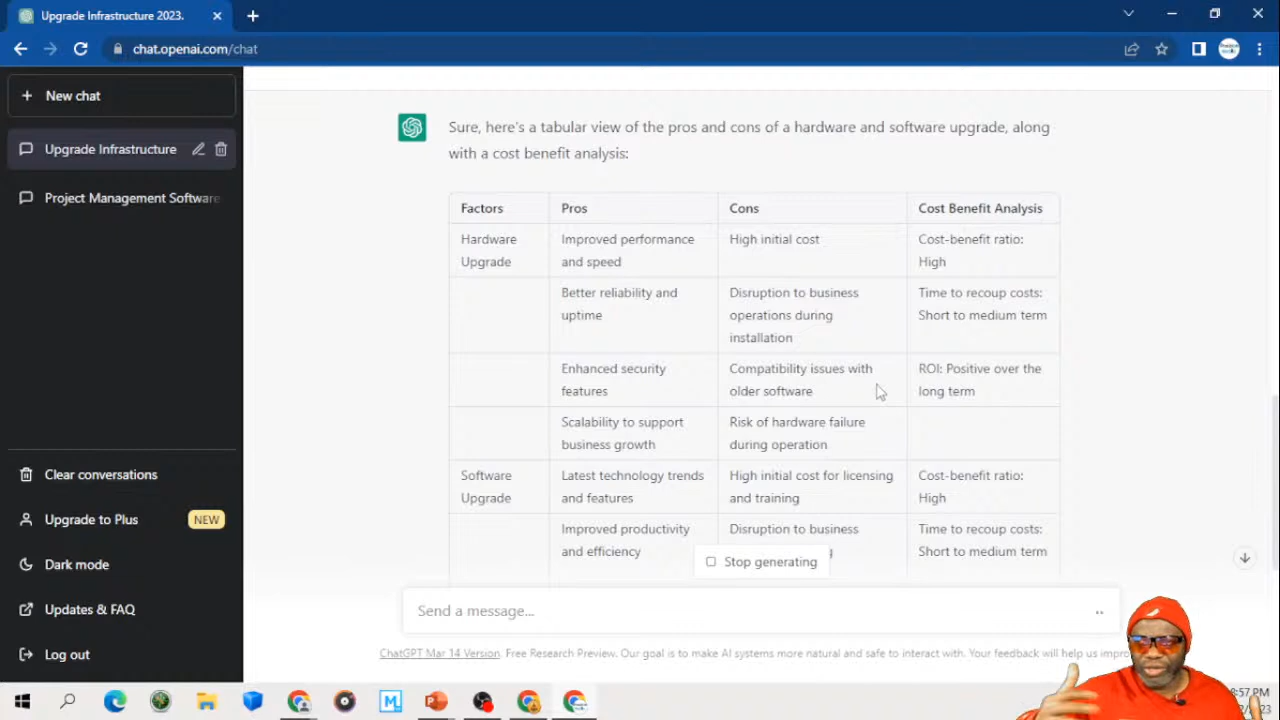 Upgrade Infrastructure 2023.
chat.openai.com/chat
New chat
Upgrade Infrastructure
Project Management Software
Clear conversations
Upgrade to Plus
NEW
Dark mode
Updates & FAQ
Log out
Sure, here's a tabular view of the pros and cons of a hardware and software upgrade, along
with a cost benefit analysis:
Factors Pros Cons Cost Benefit Analysis
Hardware Improved performance High initial cost Cost-benefit ratio:
Upgrade and speed High
Better reliability and Disruption to business Time to recoup costs:
uptime operations during Short to medium term
installation
Enhanced security Compatibility issues with ROI: Positive over the
features older software long term
Scalability to support Risk of hardware failure
business growth during operation
Software Latest technology trends High initial cost for licensing Cost-benefit ratio:
Upgrade and features and training High
Improved productivity Disruption to business Time to recoup costs:
and efficiency Short to medium term
Stop generating
Send a message...
ChatGPT Mar 14 Version. Free Research Preview. Our goal is to make AI systems more natural and safe to interact with. Your feedback will help us